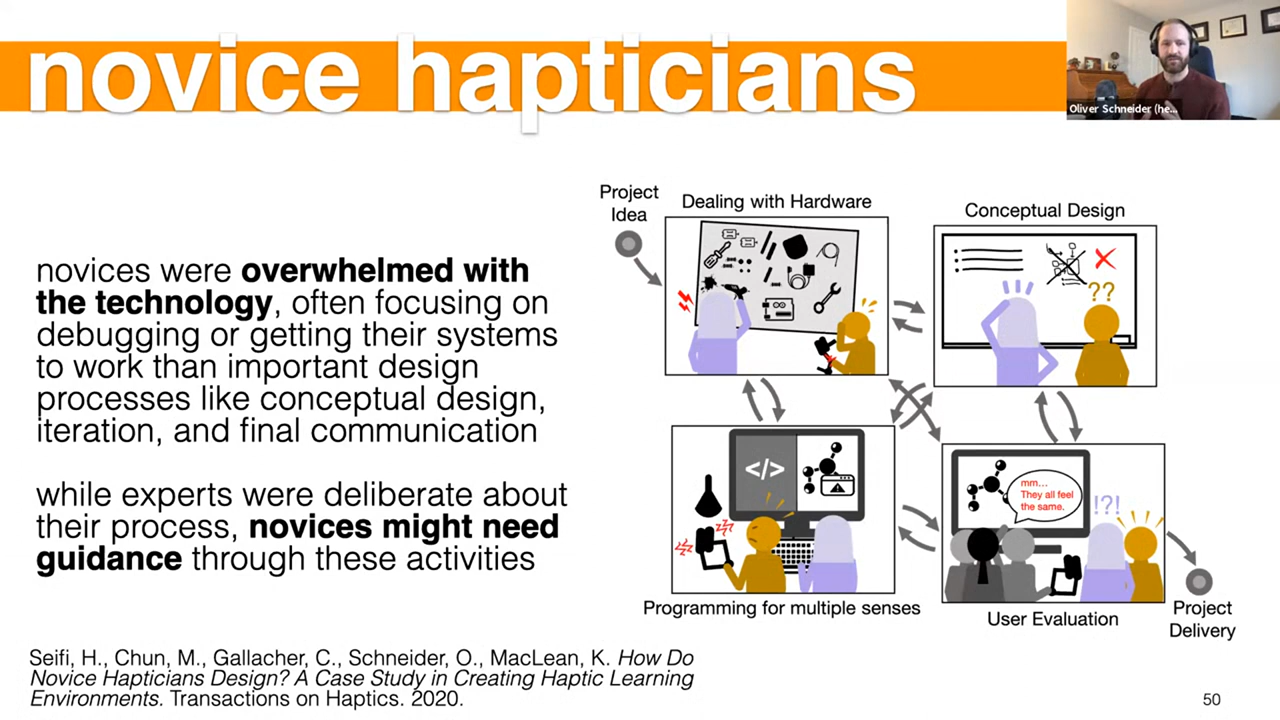 novice hapticians
Oliver Schneider (he...
novices were overwhelmed with
the technology, often focusing on
debugging or getting their systems
to work than important design
processes like conceptual design,
iteration, and final communication
while experts were deliberate about
their process, novices might need
guidance through these activities
Project
Idea
Dealing with Hardware
Conceptual Design
??
</>
mm...
They all feel
the same.
!?!
Programming for multiple senses
User Evaluation
Project
Delivery
Seifi, H., Chun, M., Gallacher, C., Schneider, O., MacLean, K. How Do
Novice Hapticians Design? A Case Study in Creating Haptic Learning
Environments. Transactions on Haptics. 2020.
50